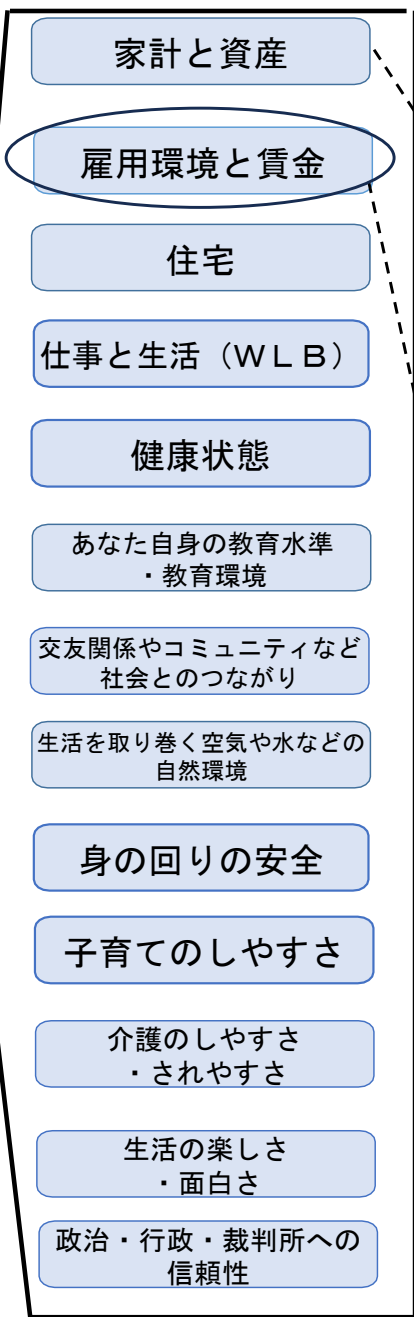 家計と資産
雇用環境と賃金
住宅
仕事と生活（ＷＬＢ）
健康状態
あなた自身の教育水準
・教育環境
交友関係やコミュニティなど
社会とのつながり
生活を取り巻く空気や水などの
自然環境
身の回りの安全
子育てのしやすさ
介護のしやすさ
・されやすさ
生活の楽しさ
・面白さ
政治・行政・裁判所への
信頼性